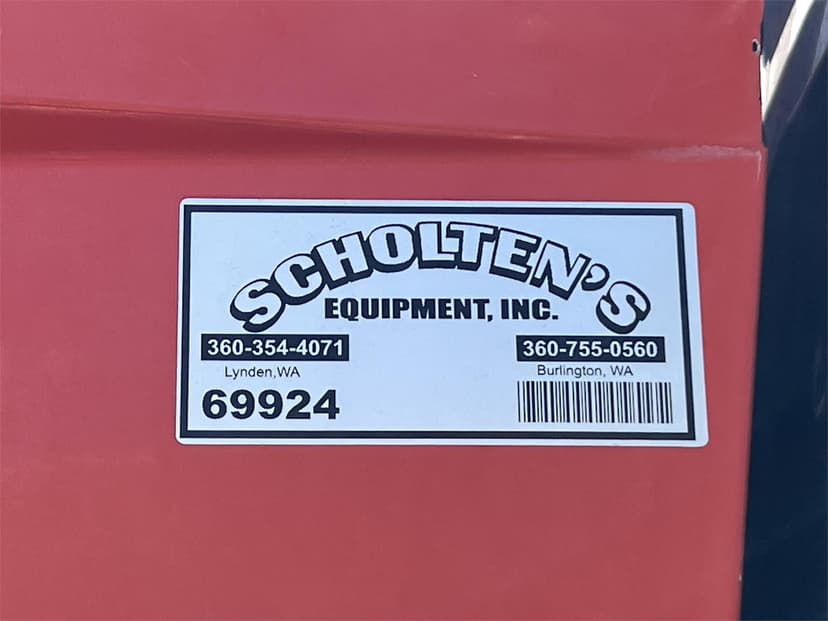 SCHOLTEN'S
EQUIPMENT, INC.
360-354-4071 360-755-0560
Lynden,WA Burlington, WA
69924